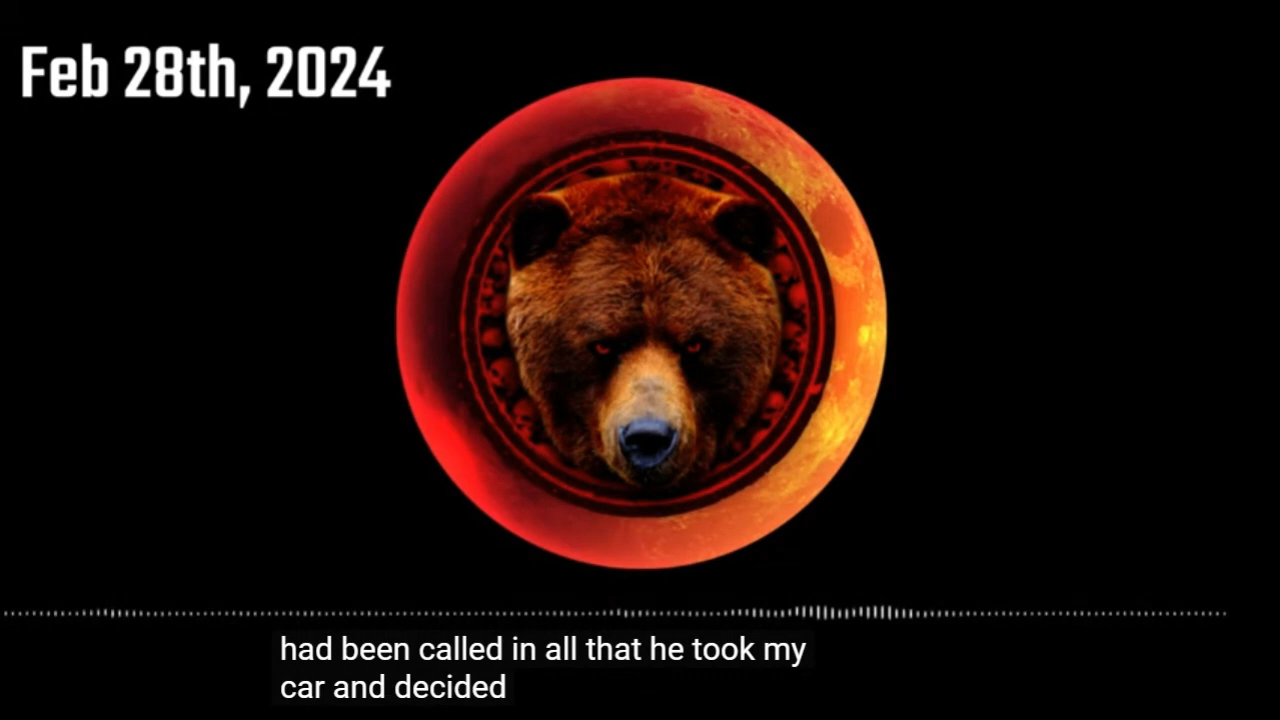 Feb 28th, 2024
had been called in all that he took my
car and decided